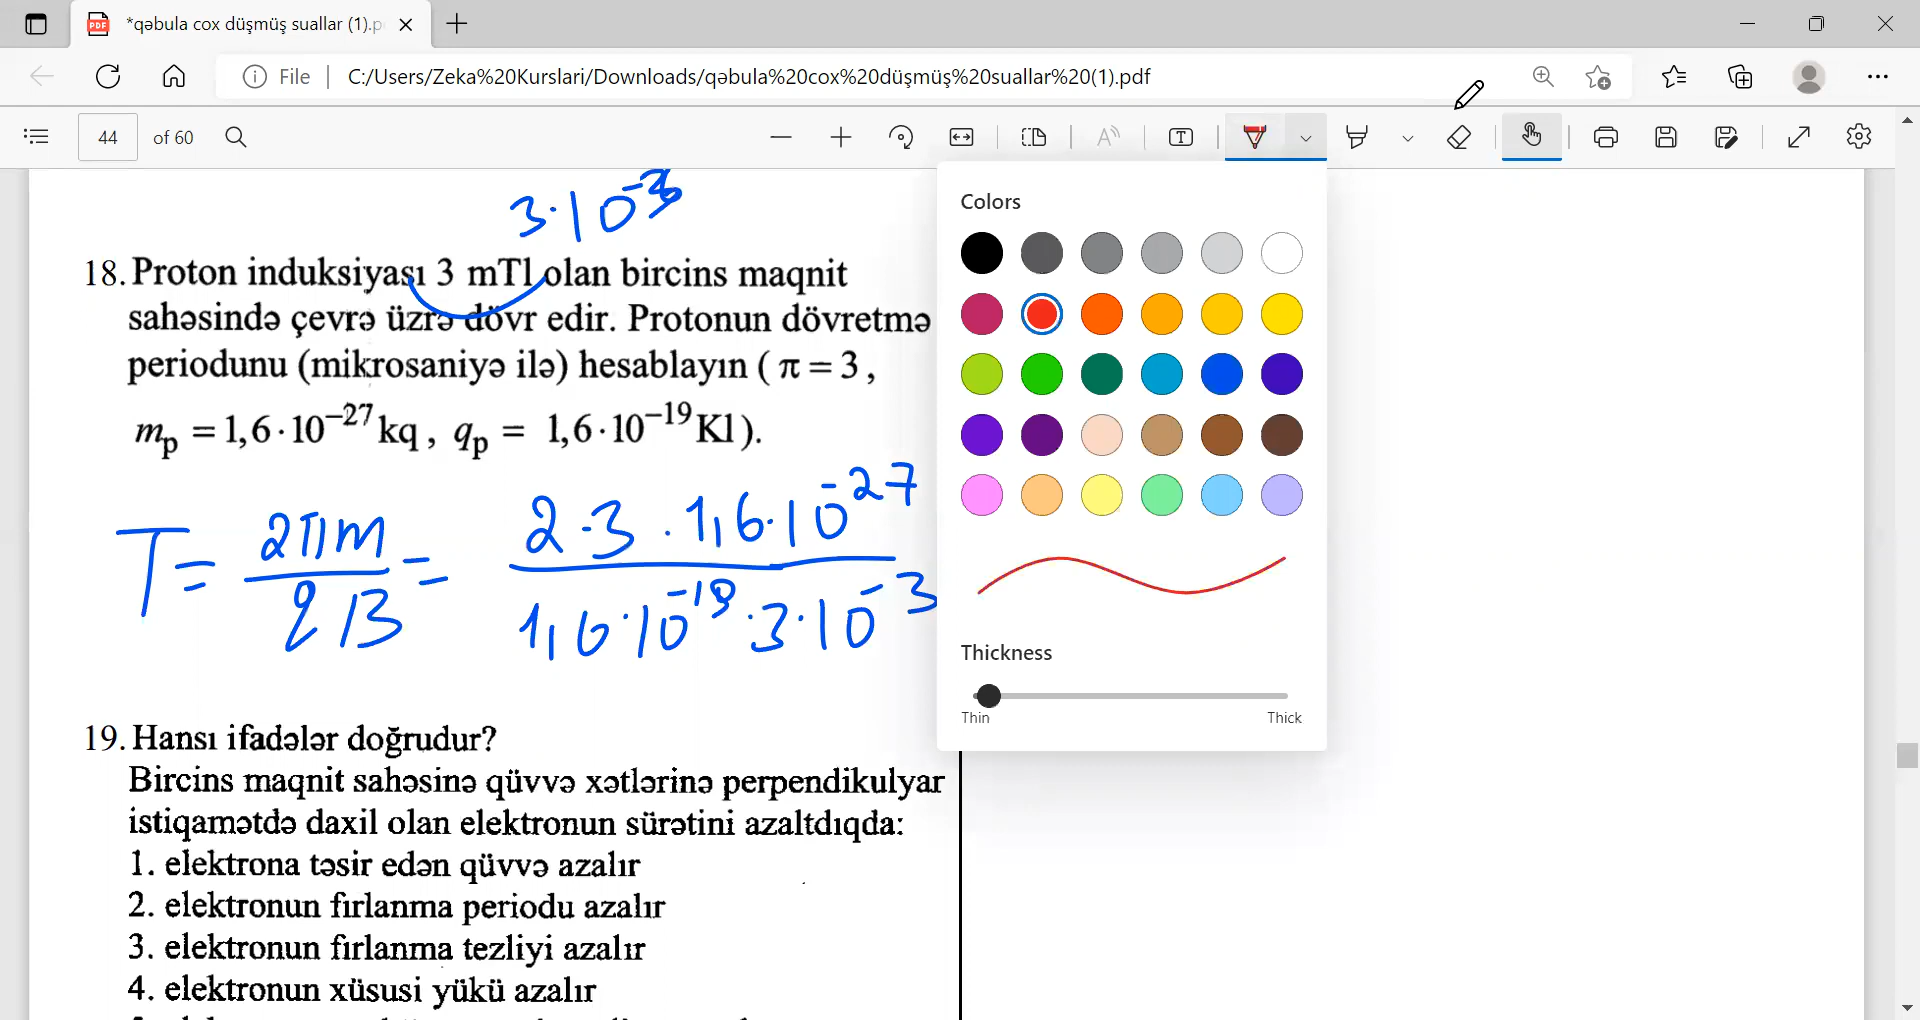 *qəbula cox düşmüş suallar (1).p
File C:/Users/Zeka%20Kurslari/Downloads/qəbula%20cox%20düşmüş%20suallar%20(1).pdf
44 of 60
Colors
Thickness
Thin Thick
3·10⁻³
18. Proton induksiyası 3 mTl olan bircins maqnit
sahəsində çevrə üzrə dövr edir. Protonun dövretmə
periodunu (mikrosaniyə ilə) hesablayın ( π = 3 ,
mₚ = 1,6 · 10⁻²⁷ kq , qₚ = 1,6 · 10⁻¹⁹ Kl ).
T = 2πm / qB = 2·3·1,6·10⁻²⁷ / 1,6·10⁻¹⁹·3·10⁻³
19. Hansı ifadələr doğrudur?
Bircins maqnit sahəsinə qüvvə xətlərinə perpendikulyar
istiqamətdə daxil olan elektronun sürətini azaltdıqda:
1. elektrona təsir edən qüvvə azalır
2. elektronun fırlanma periodu azalır
3. elektronun fırlanma tezliyi azalır
4. elektronun xüsusi yükü azalır